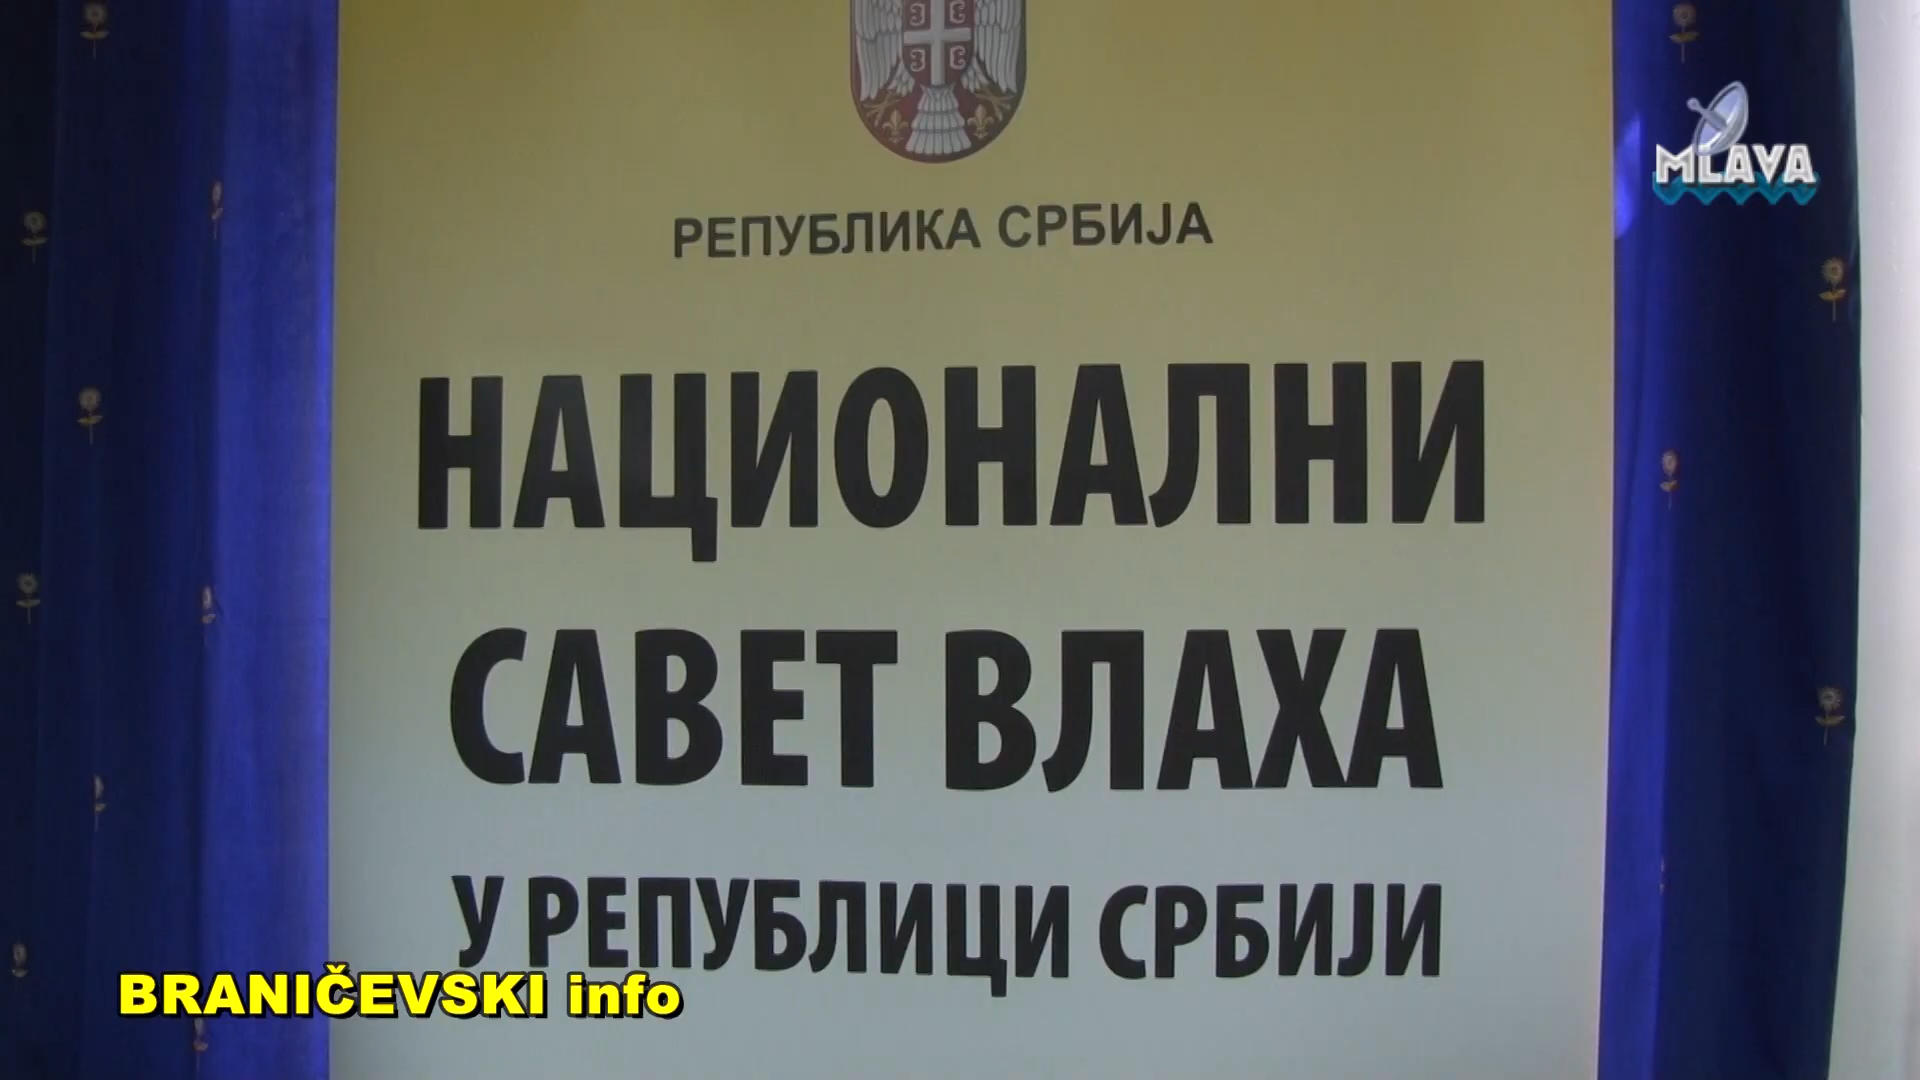 MLAVA
РЕПУБЛИКА СРБИЈА
НАЦИОНАЛНИ
САВЕТ ВЛАХА
У РЕПУБЛИЦИ СРБИЈИ
BRANIČEVSKI info